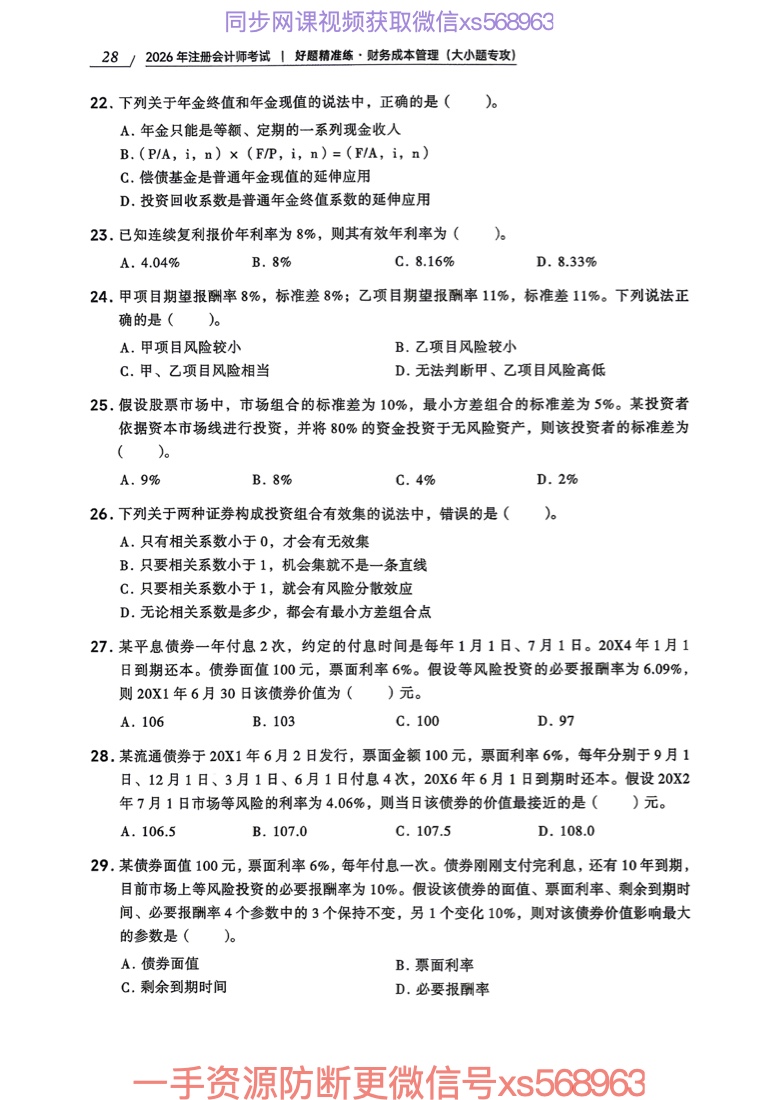 同步网课视频获取微信xs568963
28 / 2026年注册会计师考试 | 好题精准练·财务成本管理(大小题专攻)
22. 下列关于年金终值和年金现值的说法中,正确的是( )。
A. 年金只能是等额、定期的一系列现金收入
B.(P/A,i,n)×(F/P,i,n)=(F/A,i,n)
C. 偿债基金是普通年金现值的延伸应用
D. 投资回收系数是普通年金终值系数的延伸应用
23. 已知连续复利报价年利率为8%,则其有效年利率为( )。
A. 4.04% B. 8% C. 8.16% D. 8.33%
24. 甲项目期望报酬率8%,标准差8%;乙项目期望报酬率11%,标准差11%。下列说法正
确的是( )。
A. 甲项目风险较小 B. 乙项目风险较小
C. 甲、乙项目风险相当 D. 无法判断甲、乙项目风险高低
25. 假设股票市场中,市场组合的标准差为10%,最小方差组合的标准差为5%。某投资者
依据资本市场线进行投资,并将80%的资金投资于无风险资产,则该投资者的标准差为
( )。
A. 9% B. 8% C. 4% D. 2%
26. 下列关于两种证券构成投资组合有效集的说法中,错误的是( )。
A. 只有相关系数小于0,才会有无效集
B. 只要相关系数小于1,机会集就不是一条直线
C. 只要相关系数小于1,就会有风险分散效应
D. 无论相关系数是多少,都会有最小方差组合点
27. 某平息债券一年付息2次,约定的付息时间是每年1月1日、7月1日。20X4年1月1
日到期还本。债券面值100元,票面利率6%。假设等风险投资的必要报酬率为6.09%,
则20X1年6月30日该债券价值为( )元。
A. 106 B. 103 C. 100 D. 97
28. 某流通债券于20X1年6月2日发行,票面金额100元,票面利率6%,每年分别于9月1
日、12月1日、3月1日、6月1日付息4次,20X6年6月1日到期时还本。假设20X2
年7月1日市场等风险的利率为4.06%,则当日该债券的价值最接近的是( )元。
A. 106.5 B. 107.0 C. 107.5 D. 108.0
29. 某债券面值100元,票面利率6%,每年付息一次。债券刚刚支付完利息,还有10年到期,
目前市场上等风险投资的必要报酬率为10%。假设该债券的面值、票面利率、剩余到期时
间、必要报酬率4个参数中的3个保持不变,另1个变化10%,则对该债券价值影响最大
的参数是( )。
A. 债券面值 B. 票面利率
C. 剩余到期时间 D. 必要报酬率
一手资源防断更微信号xs568963